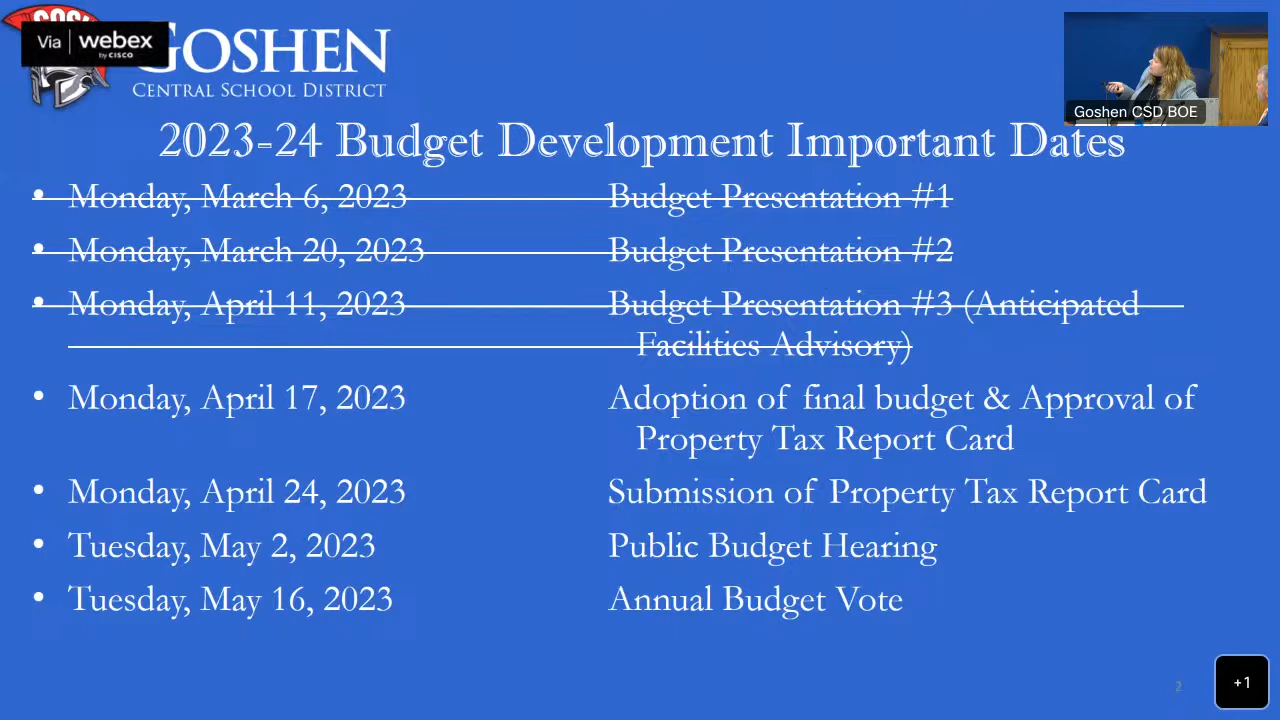 GOSH
Via webex
by CISCO
GOSHEN
CENTRAL SCHOOL DISTRICT
Goshen CSD BOE
2023-24 Budget Development Important Dates
• Monday, March 6, 2023 Budget Presentation #1
• Monday, March 20, 2023 Budget Presentation #2
• Monday, April 11, 2023 Budget Presentation #3 (Anticipated
Facilities Advisory)
• Monday, April 17, 2023 Adoption of final budget & Approval of
Property Tax Report Card
• Monday, April 24, 2023 Submission of Property Tax Report Card
• Tuesday, May 2, 2023 Public Budget Hearing
• Tuesday, May 16, 2023 Annual Budget Vote
2
+1